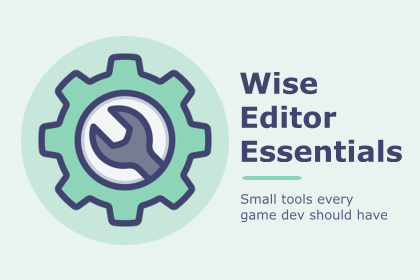 Wise
Editor
Essentials
Small tools every
game dev should have